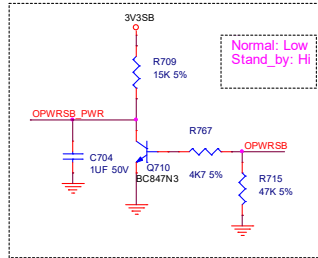 3V3SB
Normal: Low
Stand_by: Hi
R709
15K 5%
OPWRSB_PWR
R767
OPWRSB
C704
1UF 50V
Q710
BC847N3
4K7 5%
R715
47K 5%